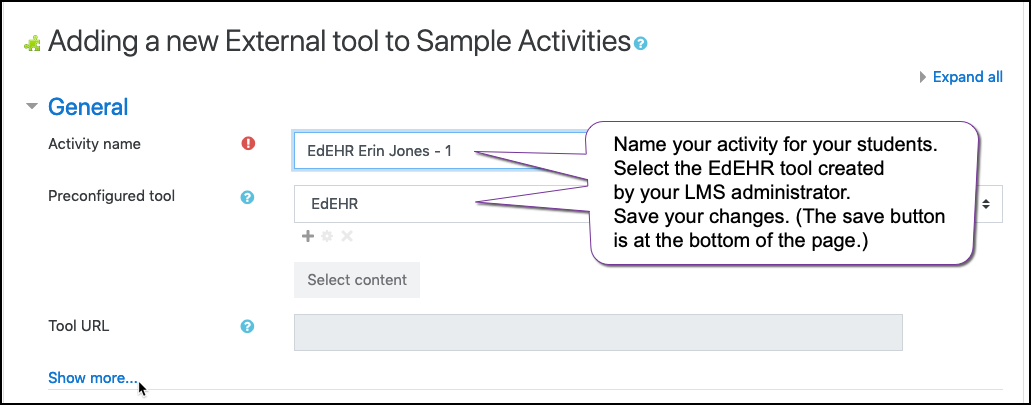 Adding a new External tool to Sample Activities
Expand all
General
Activity name
EdEHR Erin Jones - 1
Name your activity for your students.
Select the EdEHR tool created
by your LMS administrator.
Save your changes. (The save button
is at the bottom of the page.)
Preconfigured tool
EdEHR
Select content
Tool URL
Show more...